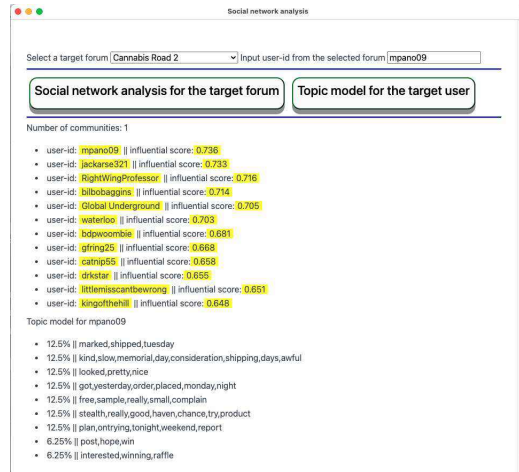 Social network analysis
Select a target forum Cannabis Road 2 Input user-id from the selected forum mpano09
Social network analysis for the target forum Topic model for the target user
Number of communities: 1
• user-id: mpano09 || influential score: 0.736
• user-id: jackarse321 || influential score: 0.733
• user-id: RightWingProfessor || influential score: 0.716
• user-id: bilbobaggins || influential score: 0.714
• user-id: Global Underground || influential score: 0.705
• user-id: waterloo || influential score: 0.703
• user-id: bdpwoombie || influential score: 0.681
• user-id: gfring25 || influential score: 0.668
• user-id: catnip55 || influential score: 0.658
• user-id: drkstar || influential score: 0.655
• user-id: littlemisscantbewrong || influential score: 0.651
• user-id: kingofthehill || influential score: 0.648
Topic model for mpano09
• 12.5% || marked,shipped,tuesday
• 12.5% || kind,slow,memorial,day,consideration,shipping,days,awful
• 12.5% || looked,pretty,nice
• 12.5% || got,yesterday,order,placed,monday,night
• 12.5% || free,sample,really,small,complain
• 12.5% || stealth,really,good,haven,chance,try,product
• 12.5% || plan,ontrying,tonight,weekend,report
• 6.25% || post,hope,win
• 6.25% || interested,winning,raffle